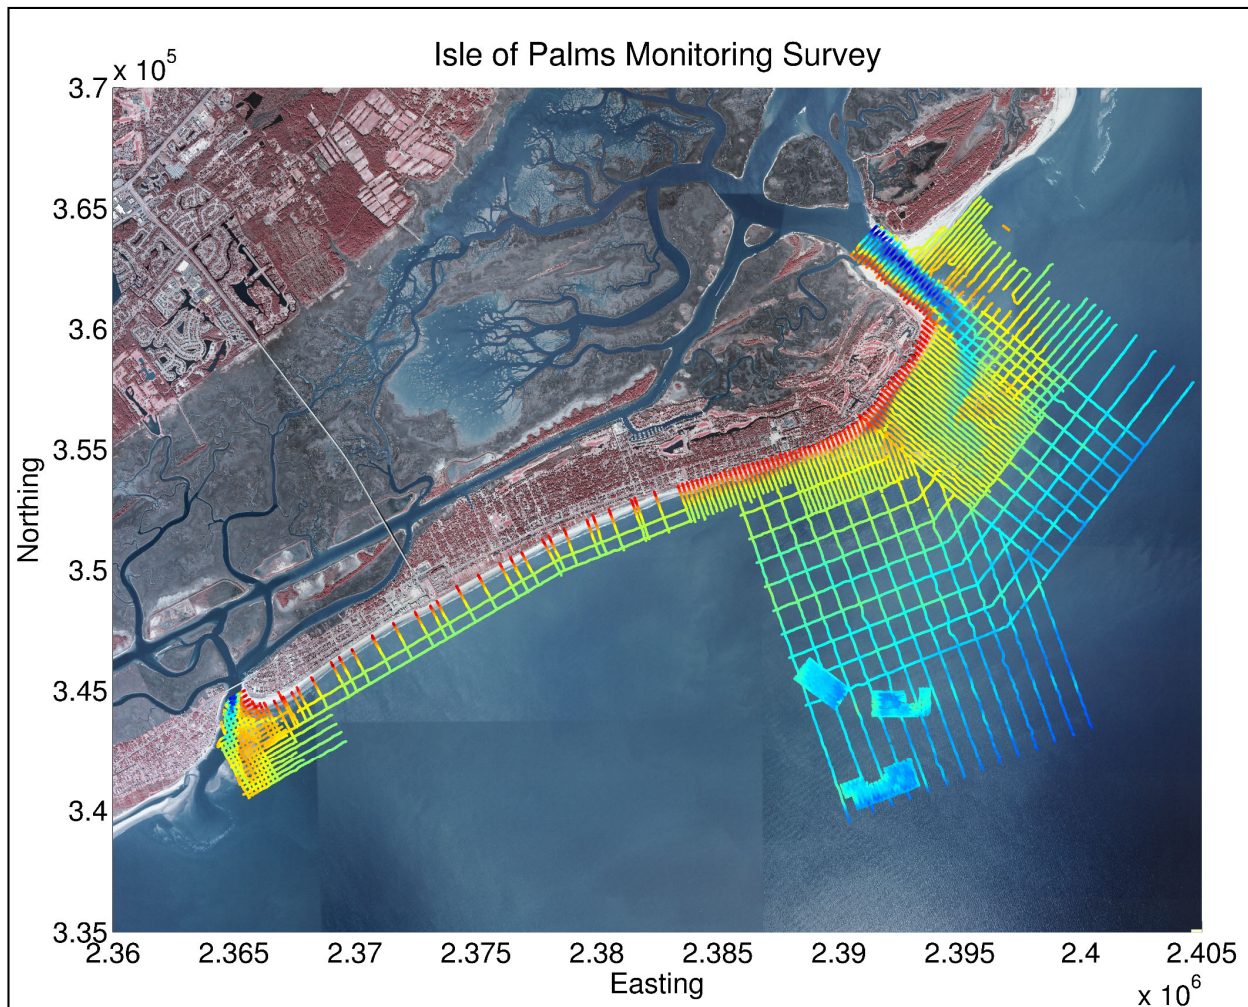 Isle of Palms Monitoring Survey
x 10^5
3.7
3.65
3.6
3.55
3.5
3.45
3.4
3.35
Northing
2.36 2.365 2.37 2.375 2.38 2.385 2.39 2.395 2.4 2.405
Easting
x 10^6